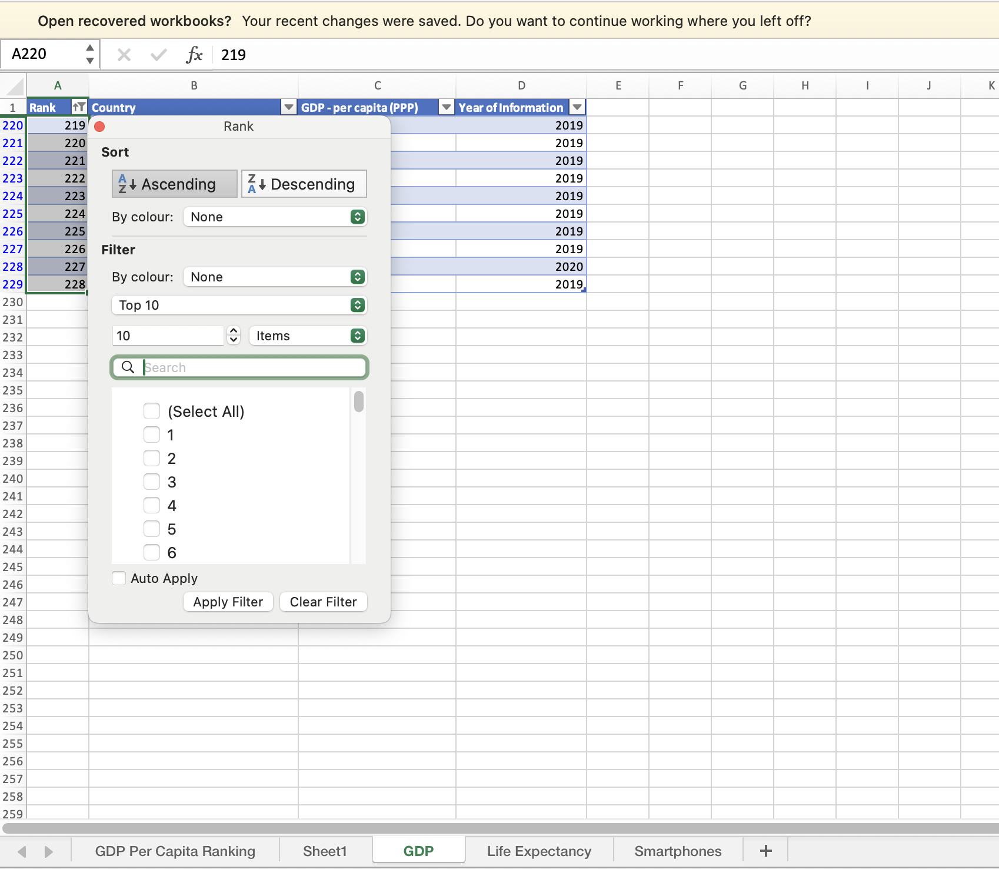 Open recovered workbooks? Your recent changes were saved. Do you want to continue working where you left off?
A220 fx 219
A B C D E F G H I J K
1 Rank Country GDP - per capita (PPP) Year of Information
220 219 2019
221 220 2019
222 221 2019
223 222 2019
224 223 2019
225 224 2019
226 225 2019
227 226 2019
228 227 2020
229 228 2019
230
231
232
233
234
235
236
237
238
239
240
241
242
243
244
245
246
247
248
249
250
251
252
253
254
255
256
257
258
259
Rank
Sort
A Z Ascending Z A Descending
By colour: None
Filter
By colour: None
Top 10
10 Items
Search
(Select All)
1
2
3
4
5
6
Auto Apply
Apply Filter Clear Filter
GDP Per Capita Ranking Sheet1 GDP Life Expectancy Smartphones +